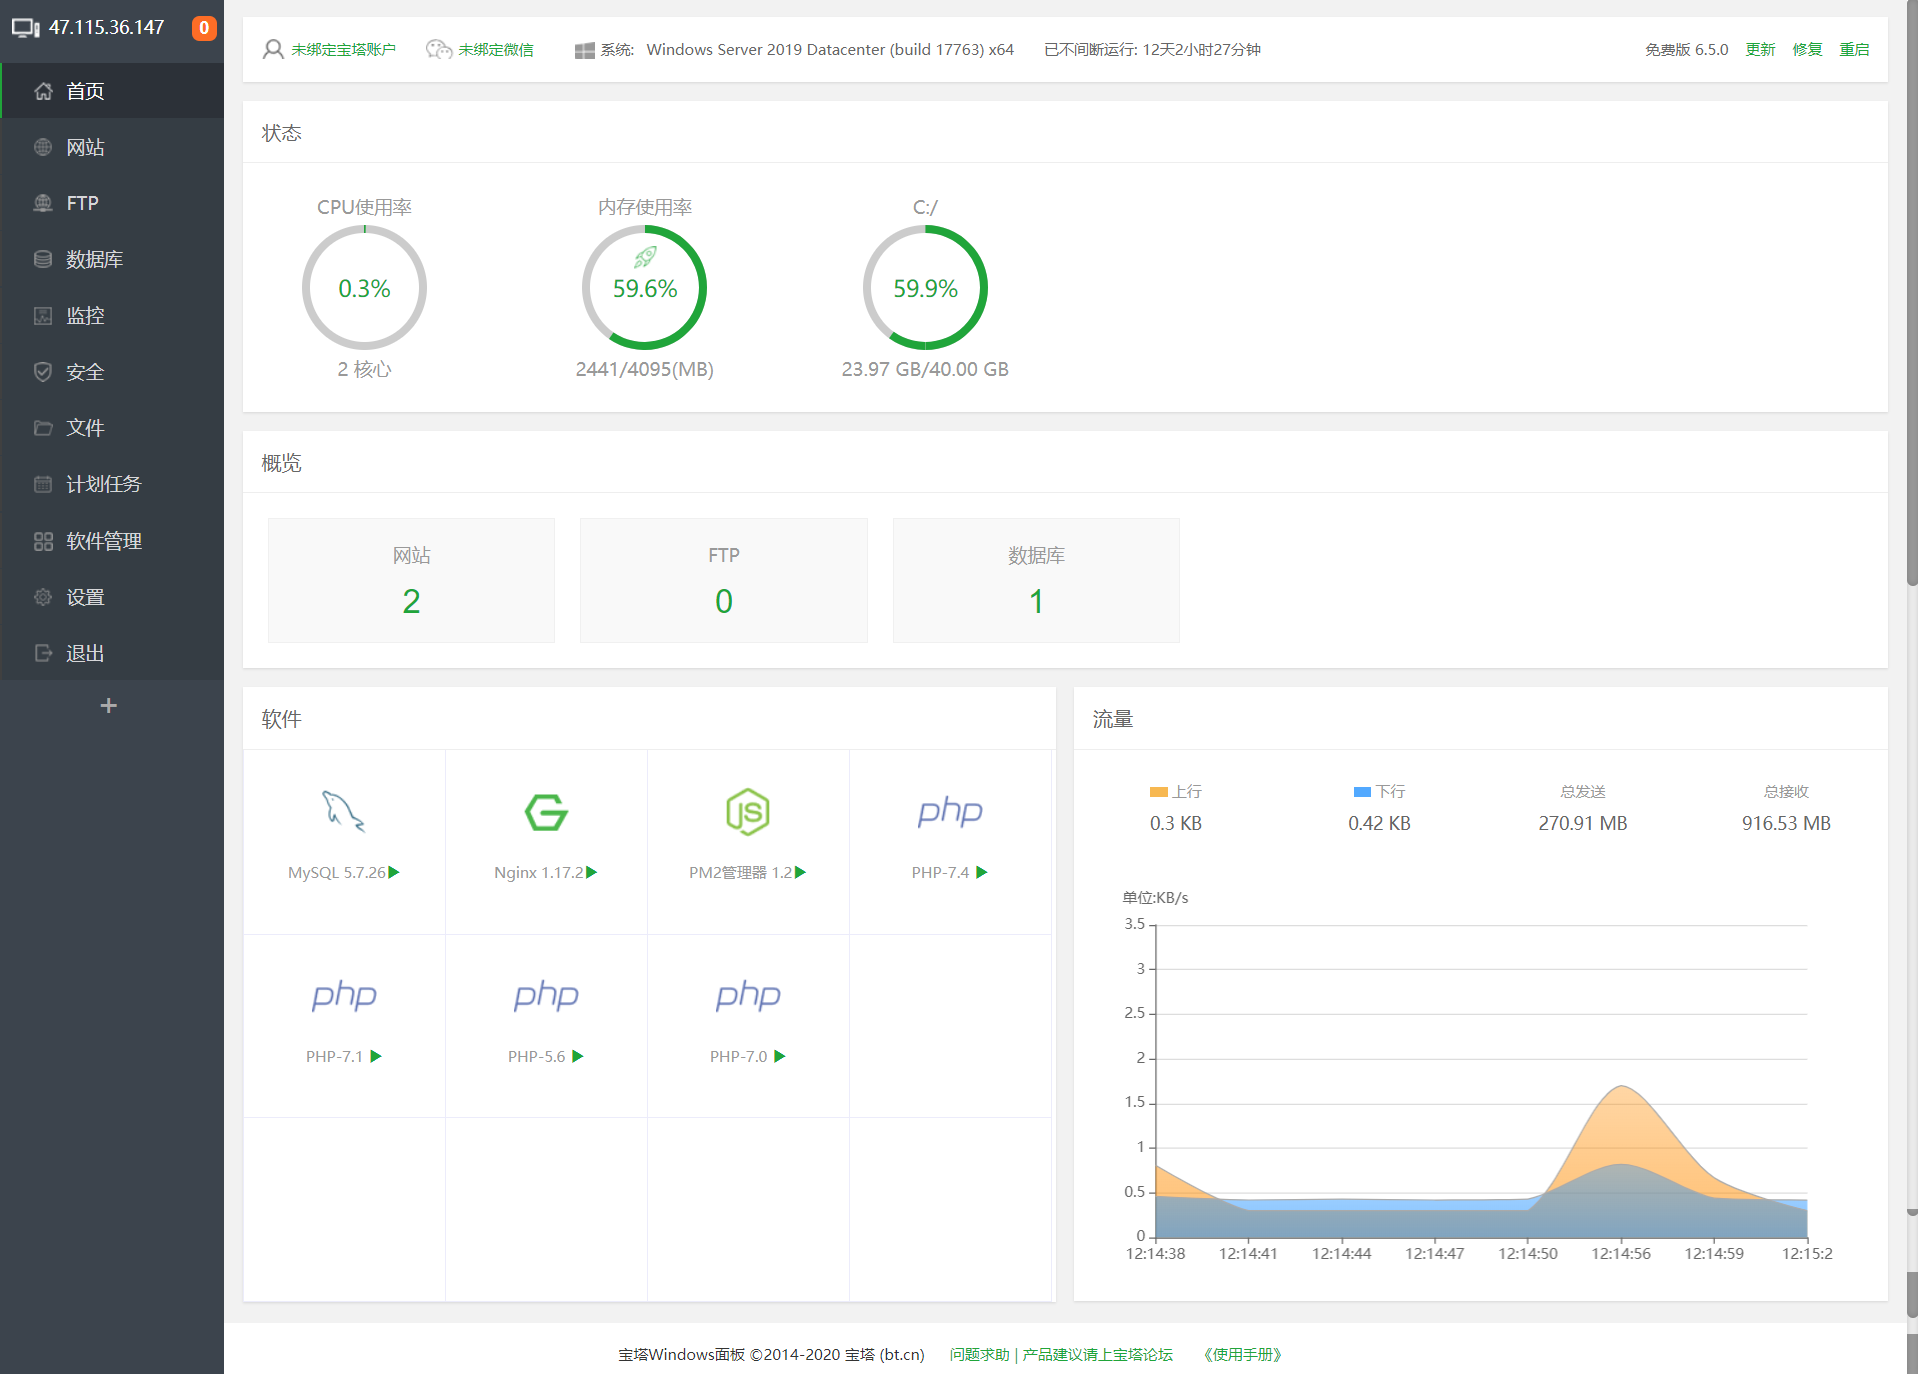 47.115.36.147
0
首页
网站
FTP
数据库
监控
安全
文件
计划任务
软件管理
设置
退出
+
未绑定宝塔账户 未绑定微信 系统: Windows Server 2019 Datacenter (build 17763) x64 已不间断运行: 12天2小时27分钟 免费版 6.5.0 更新 修复 重启
状态
CPU使用率
0.3%
2 核心
内存使用率
59.6%
2441/4095(MB)
C:/
59.9%
23.97 GB/40.00 GB
概览
网站
2
FTP
0
数据库
1
软件
MySQL 5.7.26
Nginx 1.17.2
JS
PM2管理器 1.2
php
PHP-7.4
php
PHP-7.1
php
PHP-5.6
php
PHP-7.0
流量
上行
0.3 KB
下行
0.42 KB
总发送
270.91 MB
总接收
916.53 MB
单位:KB/s
3.5
3
2.5
2
1.5
1
0.5
0
12:14:38 12:14:41 12:14:44 12:14:47 12:14:50 12:14:56 12:14:59 12:15:2
宝塔Windows面板 ©2014-2020 宝塔 (bt.cn) 问题求助 | 产品建议请上宝塔论坛 《使用手册》